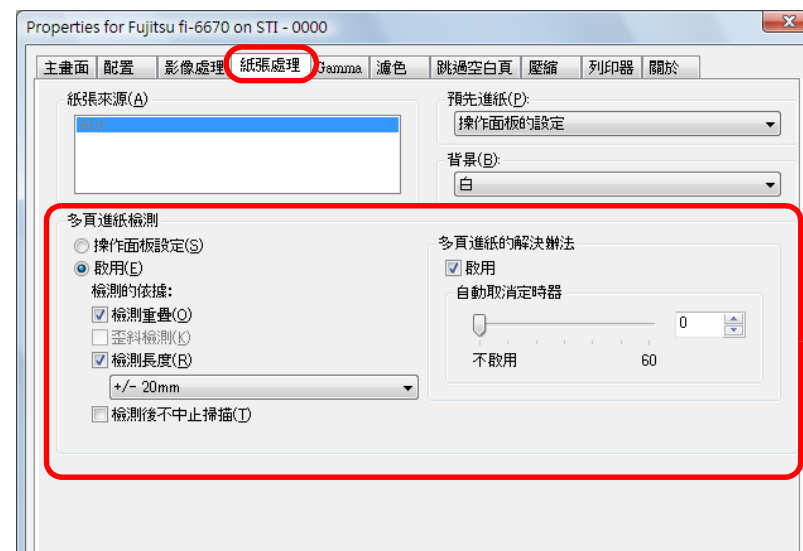 Properties for Fujitsu fi-6670 on STI - 0000
主畫面 配置 影像處理 紙張處理 Gamma 濾色 跳過空白頁 壓縮 列印器 關於
紙張來源(A)
ADF
預先進紙(P):
操作面板的設定
背景(B):
白
多頁進紙檢測
操作面板設定(S)
啟用(E)
檢測的依據:
檢測重疊(O)
歪斜檢測(K)
檢測長度(R)
+/- 20mm
檢測後不中止掃描(T)
多頁進紙的解決辦法
啟用
自動取消定時器
0
不啟用 60